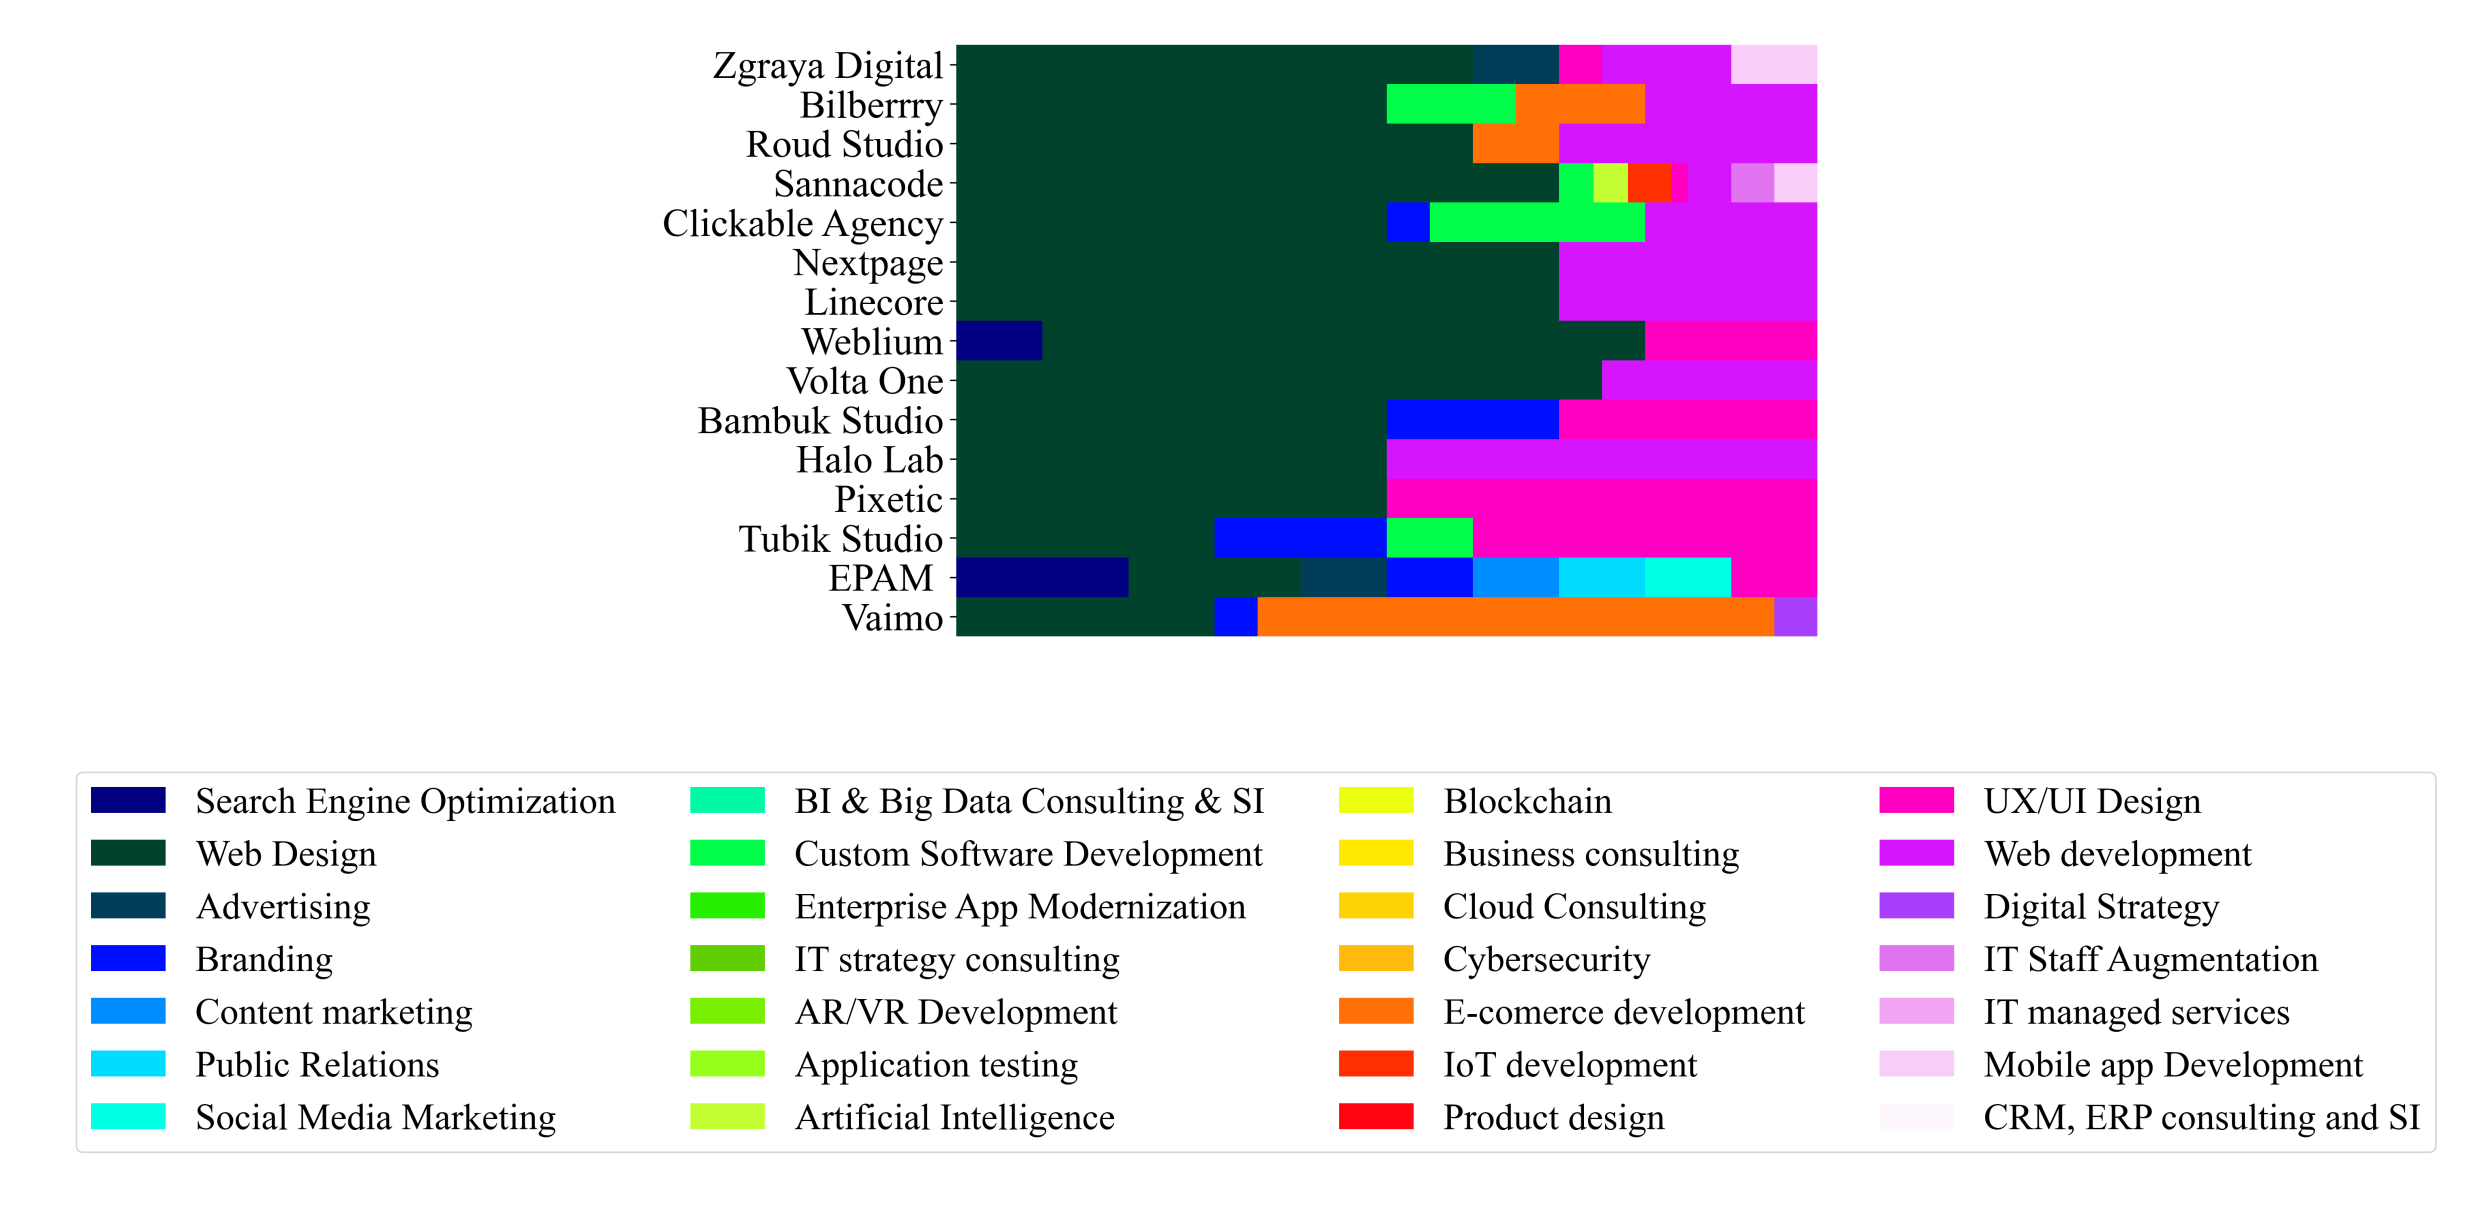 Zgraya Digital
Bilberrry
Roud Studio
Sannacode
Clickable Agency
Nextpage
Linecore
Weblium
Volta One
Bambuk Studio
Halo Lab
Pixetic
Tubik Studio
EPAM
Vaimo
Search Engine Optimization
Web Design
Advertising
Branding
Content marketing
Public Relations
Social Media Marketing
BI & Big Data Consulting & SI
Custom Software Development
Enterprise App Modernization
IT strategy consulting
AR/VR Development
Application testing
Artificial Intelligence
Blockchain
Business consulting
Cloud Consulting
Cybersecurity
E-comerce development
IoT development
Product design
UX/UI Design
Web development
Digital Strategy
IT Staff Augmentation
IT managed services
Mobile app Development
CRM, ERP consulting and SI